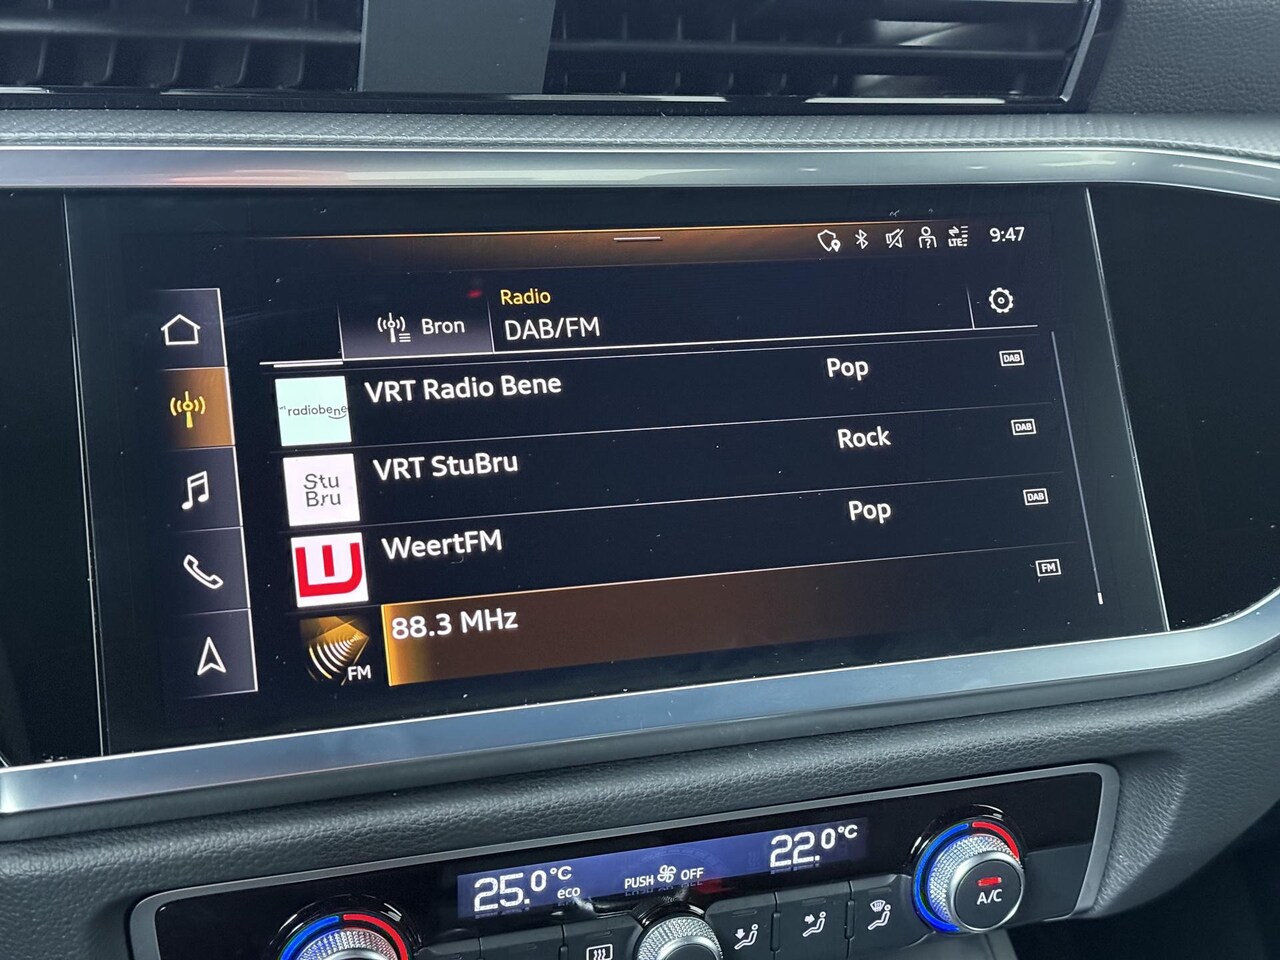 LTE 9:47
Bron
Radio
DAB/FM
radiobene VRT Radio Bene Pop DAB
Stu
Bru
VRT StuBru Rock DAB
WeertFM Pop DAB
FM 88.3 MHz FM
25.0°C eco
PUSH OFF
22.0°C
A/C